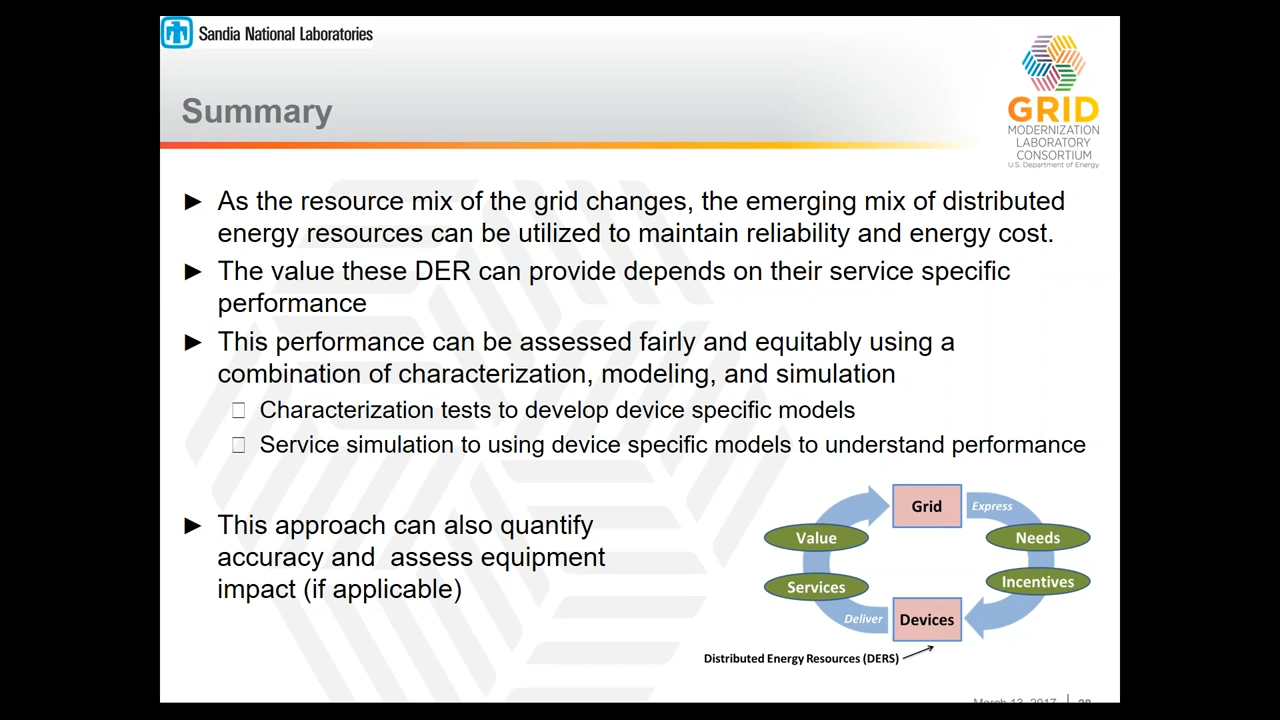 Sandia National Laboratories
Summary
GRID
MODERNIZATION
LABORATORY
CONSORTIUM
U.S. Department of Energy
► As the resource mix of the grid changes, the emerging mix of distributed
energy resources can be utilized to maintain reliability and energy cost.
► The value these DER can provide depends on their service specific
performance
► This performance can be assessed fairly and equitably using a
combination of characterization, modeling, and simulation
□ Characterization tests to develop device specific models
□ Service simulation to using device specific models to understand performance
► This approach can also quantify
accuracy and assess equipment
impact (if applicable)
Grid
Express
Value
Needs
Services
Incentives
Deliver
Devices
Distributed Energy Resources (DERS)
March 13, 2017